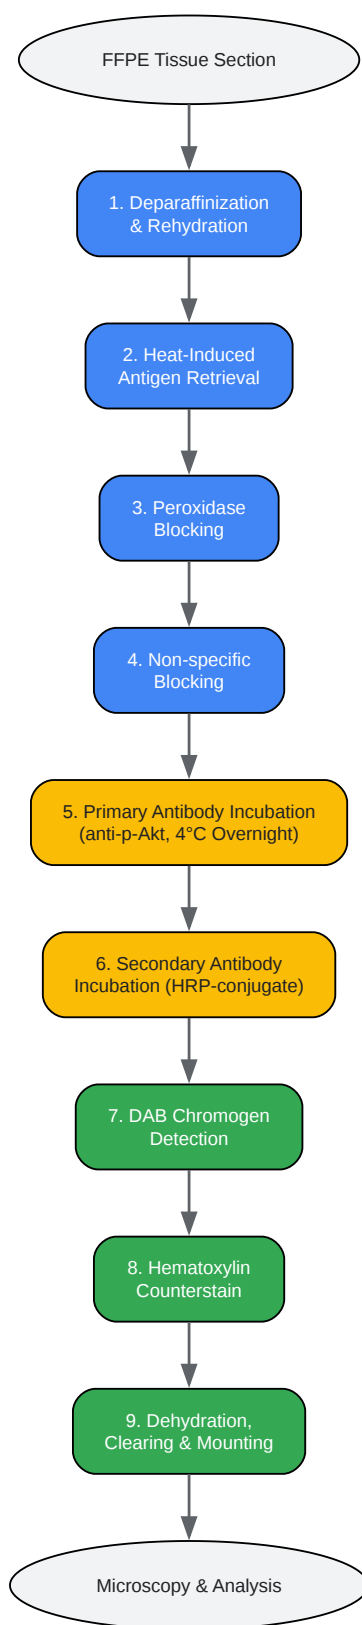 FFPE Tissue Section
1. Deparaffinization
& Rehydration
2. Heat-Induced
Antigen Retrieval
3. Peroxidase
Blocking
4. Non-specific
Blocking
5. Primary Antibody Incubation
(anti-p-Akt, 4°C Overnight)
6. Secondary Antibody
Incubation (HRP-conjugate)
7. DAB Chromogen
Detection
8. Hematoxylin
Counterstain
9. Dehydration,
Clearing & Mounting
Microscopy & Analysis